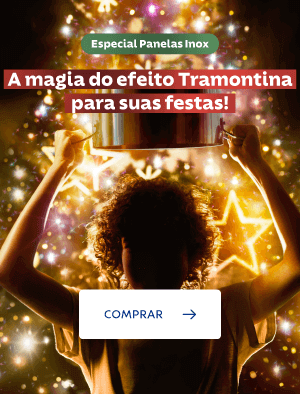 Especial Panelas Inox
A magia do efeito Tramontina
para suas festas!
COMPRAR